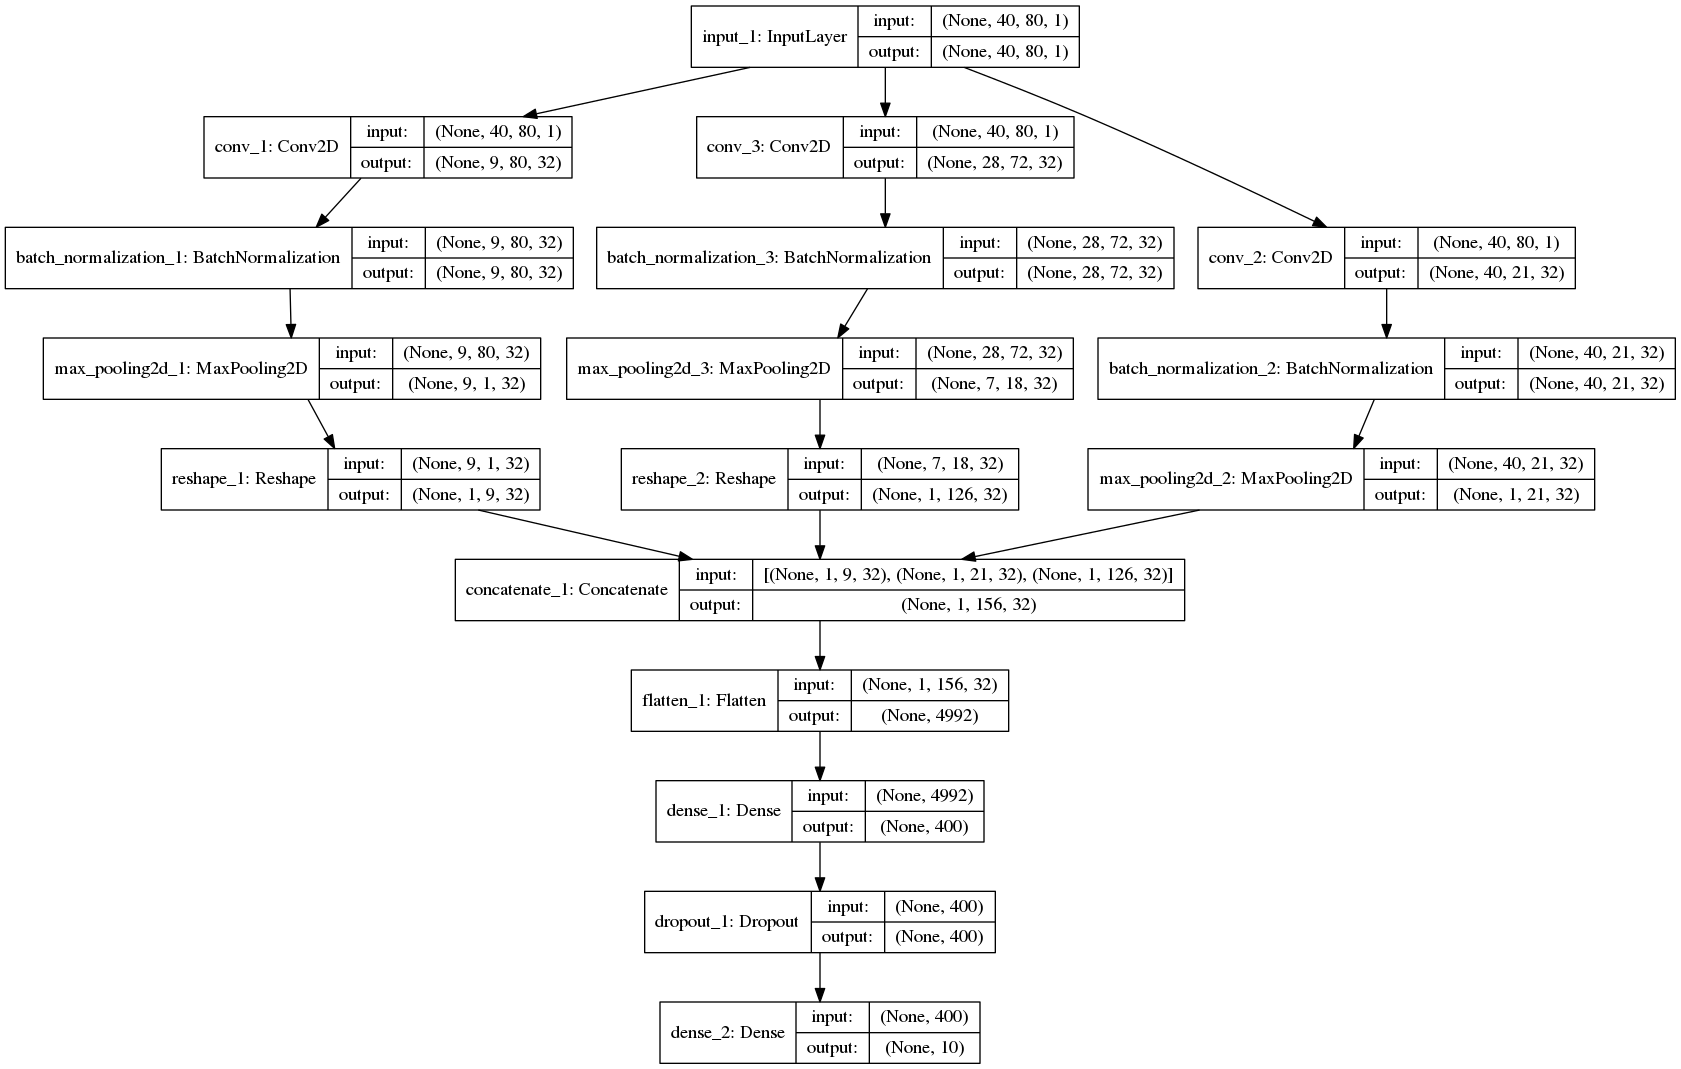 input_1: InputLayer
input: (None, 40, 80, 1)
output: (None, 40, 80, 1)
conv_1: Conv2D
input: (None, 40, 80, 1)
output: (None, 9, 80, 32)
conv_3: Conv2D
input: (None, 40, 80, 1)
output: (None, 28, 72, 32)
batch_normalization_1: BatchNormalization
input: (None, 9, 80, 32)
output: (None, 9, 80, 32)
batch_normalization_3: BatchNormalization
input: (None, 28, 72, 32)
output: (None, 28, 72, 32)
conv_2: Conv2D
input: (None, 40, 80, 1)
output: (None, 40, 21, 32)
max_pooling2d_1: MaxPooling2D
input: (None, 9, 80, 32)
output: (None, 9, 1, 32)
max_pooling2d_3: MaxPooling2D
input: (None, 28, 72, 32)
output: (None, 7, 18, 32)
batch_normalization_2: BatchNormalization
input: (None, 40, 21, 32)
output: (None, 40, 21, 32)
reshape_1: Reshape
input: (None, 9, 1, 32)
output: (None, 1, 9, 32)
reshape_2: Reshape
input: (None, 7, 18, 32)
output: (None, 1, 126, 32)
max_pooling2d_2: MaxPooling2D
input: (None, 40, 21, 32)
output: (None, 1, 21, 32)
concatenate_1: Concatenate
input: [(None, 1, 9, 32), (None, 1, 21, 32), (None, 1, 126, 32)]
output: (None, 1, 156, 32)
flatten_1: Flatten
input: (None, 1, 156, 32)
output: (None, 4992)
dense_1: Dense
input: (None, 4992)
output: (None, 400)
dropout_1: Dropout
input: (None, 400)
output: (None, 400)
dense_2: Dense
input: (None, 400)
output: (None, 10)